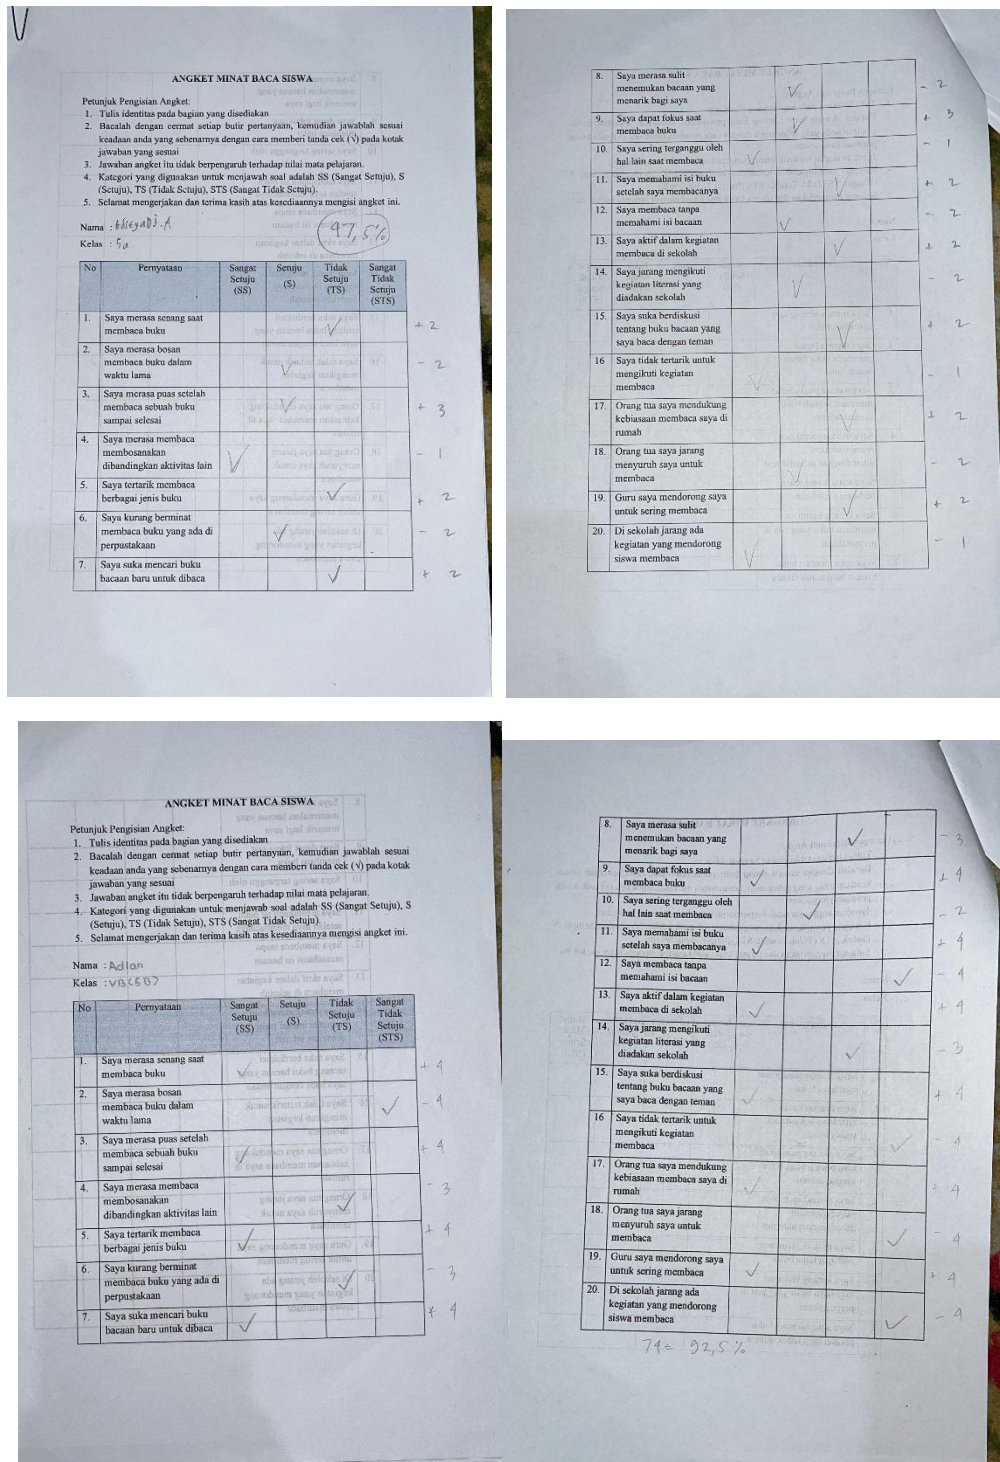 ANGKET MINAT BACA SISWA
Petunjuk Pengisian Angket:
1. Tulis identitas pada bagian yang disediakan
2. Bacalah dengan cermat setiap butir pertanyaan, kemudian jawablah sesuai
keadaan anda yang sebenarnya dengan cara memberi tanda cek (√) pada kotak
jawaban yang sesuai
3. Jawaban angket itu tidak berpengaruh terhadap nilai mata pelajaran.
4. Kategori yang digunakan untuk menjawab soal adalah SS (Sangat Setuju), S
(Setuju), TS (Tidak Setuju), STS (Sangat Tidak Setuju).
5. Selamat mengerjakan dan terima kasih atas kesediaannya mengisi angket ini.
Nama :
Kelas : 5a
47,5%
No Pernyataan Sangat Setuju (SS) Setuju (S) Tidak Setuju (TS) Sangat Tidak Setuju (STS)
1. Saya merasa senang saat
membaca buku √ + 2
2. Saya merasa bosan
membaca buku dalam √ - 2
waktu lama
3. Saya merasa puas setelah
membaca sebuah buku √ + 3
sampai selesai
4. Saya merasa membaca
membosanakan √ - 1
dibandingkan aktivitas lain
5. Saya tertarik membaca
berbagai jenis buku √ + 2
6. Saya kurang berminat
membaca buku yang ada di √ - 2
perpustakaan
7. Saya suka mencari buku
bacaan baru untuk dibaca √ + 2
8. Saya merasa sulit
menemukan bacaan yang √ - 2
menarik bagi saya
9. Saya dapat fokus saat
membaca buku √ + 3
10. Saya sering terganggu oleh
hal lain saat membaca √ - 1
11. Saya memahami isi buku
setelah saya membacanya √ + 2
12. Saya membaca tanpa
memahami isi bacaan √ - 2
13. Saya aktif dalam kegiatan
membaca di sekolah √ + 2
14. Saya jarang mengikuti
kegiatan literasi yang √ - 2
diadakan sekolah
15. Saya suka berdiskusi
tentang buku bacaan yang √ + 2
saya baca dengan teman
16 Saya tidak tertarik untuk
mengikuti kegiatan √ - 1
membaca
17. Orang tua saya mendukung
kebiasaan membaca saya di √ + 2
rumah
18. Orang tua saya jarang
menyuruh saya untuk √ - 2
membaca
19. Guru saya mendorong saya
untuk sering membaca √ + 2
20. Di sekolah jarang ada
kegiatan yang mendorong √ - 1
siswa membaca
ANGKET MINAT BACA SISWA
Petunjuk Pengisian Angket:
1. Tulis identitas pada bagian yang disediakan
2. Bacalah dengan cermat setiap butir pertanyaan, kemudian jawablah sesuai
keadaan anda yang sebenarnya dengan cara memberi tanda cek (√) pada kotak
jawaban yang sesuai
3. Jawaban angket itu tidak berpengaruh terhadap nilai mata pelajaran.
4. Kategori yang digunakan untuk menjawab soal adalah SS (Sangat Setuju), S
(Setuju), TS (Tidak Setuju), STS (Sangat Tidak Setuju).
5. Selamat mengerjakan dan terima kasih atas kesediaannya mengisi angket ini.
Nama : Adlan
Kelas : VB(5B)
No Pernyataan Sangat Setuju (SS) Setuju (S) Tidak Setuju (TS) Sangat Tidak Setuju (STS)
1. Saya merasa senang saat
membaca buku √ + 4
2. Saya merasa bosan
membaca buku dalam √ - 4
waktu lama
3. Saya merasa puas setelah
membaca sebuah buku √ + 4
sampai selesai
4. Saya merasa membaca
membosanakan √ - 3
dibandingkan aktivitas lain
5. Saya tertarik membaca
berbagai jenis buku √ + 4
6. Saya kurang berminat
membaca buku yang ada di √ - 3
perpustakaan
7. Saya suka mencari buku
bacaan baru untuk dibaca √ + 4
8. Saya merasa sulit
menemukan bacaan yang √ - 3
menarik bagi saya
9. Saya dapat fokus saat
membaca buku √ + 4
10. Saya sering terganggu oleh
hal lain saat membaca √ - 2
11. Saya memahami isi buku
setelah saya membacanya √ + 4
12. Saya membaca tanpa
memahami isi bacaan √ - 4
13. Saya aktif dalam kegiatan
membaca di sekolah √ + 4
14. Saya jarang mengikuti
kegiatan literasi yang √ - 3
diadakan sekolah
15. Saya suka berdiskusi
tentang buku bacaan yang √ + 4
saya baca dengan teman
16 Saya tidak tertarik untuk
mengikuti kegiatan √ - 4
membaca
17. Orang tua saya mendukung
kebiasaan membaca saya di √ + 4
rumah
18. Orang tua saya jarang
menyuruh saya untuk √ - 4
membaca
19. Guru saya mendorong saya
untuk sering membaca √ + 4
20. Di sekolah jarang ada
kegiatan yang mendorong √ - 4
siswa membaca
74 = 92,5 %